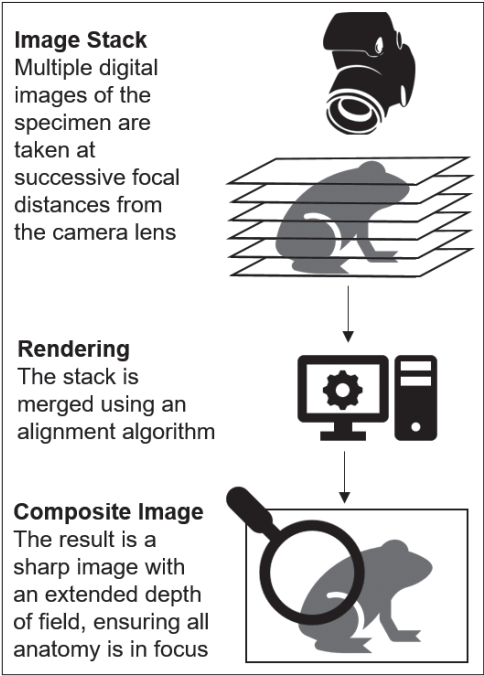 Image Stack
Multiple digital
images of the
specimen are
taken at
successive focal
distances from
the camera lens
Rendering
The stack is
merged using an
alignment algorithm
Composite Image
The result is a
sharp image with
an extended depth
of field, ensuring all
anatomy is in focus